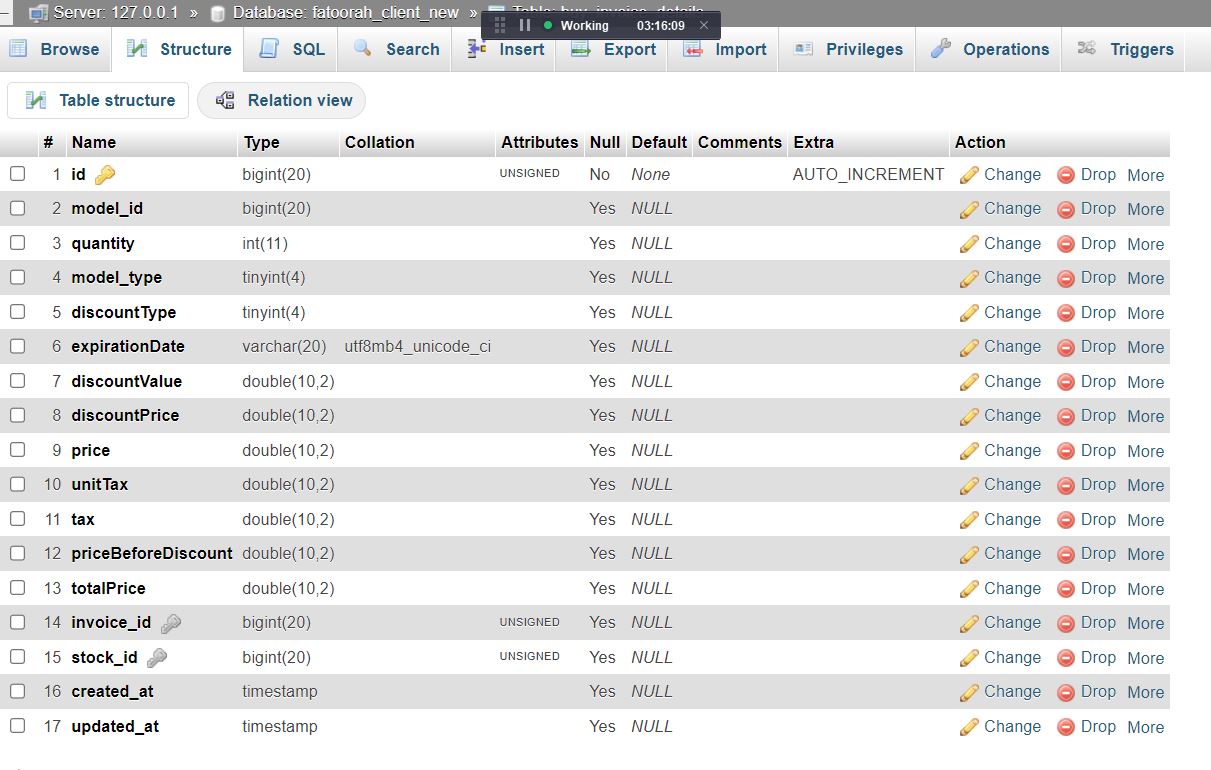 Server: 127.0.0.1 » Database: fatoorah_client_new » Table: buy_invoice_details
Working 03:16:09
Browse Structure SQL Search Insert Export Import Privileges Operations Triggers
Table structure Relation view
# Name Type Collation Attributes Null Default Comments Extra Action
1 id bigint(20) UNSIGNED No None AUTO_INCREMENT Change Drop More
2 model_id bigint(20) Yes NULL Change Drop More
3 quantity int(11) Yes NULL Change Drop More
4 model_type tinyint(4) Yes NULL Change Drop More
5 discountType tinyint(4) Yes NULL Change Drop More
6 expirationDate varchar(20) utf8mb4_unicode_ci Yes NULL Change Drop More
7 discountValue double(10,2) Yes NULL Change Drop More
8 discountPrice double(10,2) Yes NULL Change Drop More
9 price double(10,2) Yes NULL Change Drop More
10 unitTax double(10,2) Yes NULL Change Drop More
11 tax double(10,2) Yes NULL Change Drop More
12 priceBeforeDiscount double(10,2) Yes NULL Change Drop More
13 totalPrice double(10,2) Yes NULL Change Drop More
14 invoice_id bigint(20) UNSIGNED Yes NULL Change Drop More
15 stock_id bigint(20) UNSIGNED Yes NULL Change Drop More
16 created_at timestamp Yes NULL Change Drop More
17 updated_at timestamp Yes NULL Change Drop More